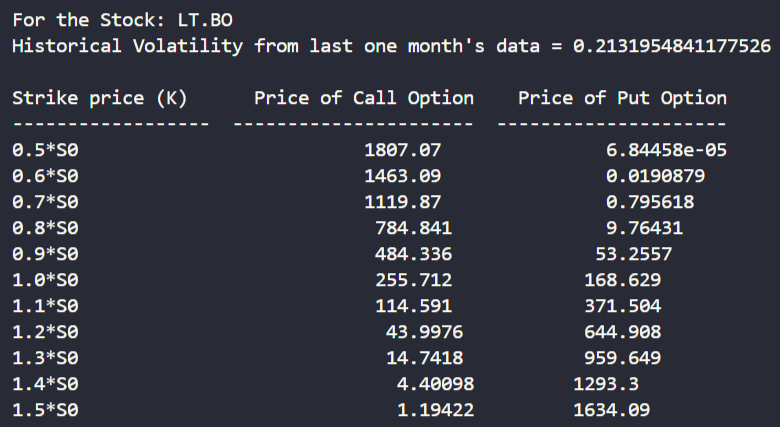 For the Stock: LT.BO
Historical Volatility from last one month's data = 0.2131954841177526
Strike price (K) Price of Call Option Price of Put Option
------------------ ---------------------- ---------------------
0.5*S0 1807.07 6.84458e-05
0.6*S0 1463.09 0.0190879
0.7*S0 1119.87 0.795618
0.8*S0 784.841 9.76431
0.9*S0 484.336 53.2557
1.0*S0 255.712 168.629
1.1*S0 114.591 371.504
1.2*S0 43.9976 644.908
1.3*S0 14.7418 959.649
1.4*S0 4.40098 1293.3
1.5*S0 1.19422 1634.09